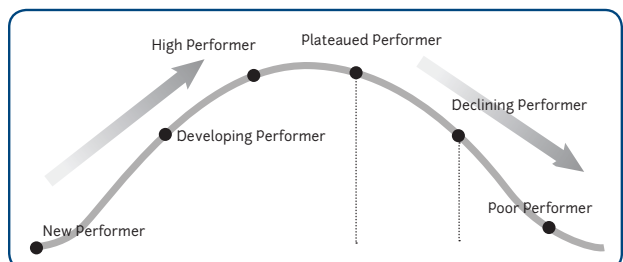 High Performer
Plateaued Performer
Declining Performer
Developing Performer
Poor Performer
New Performer